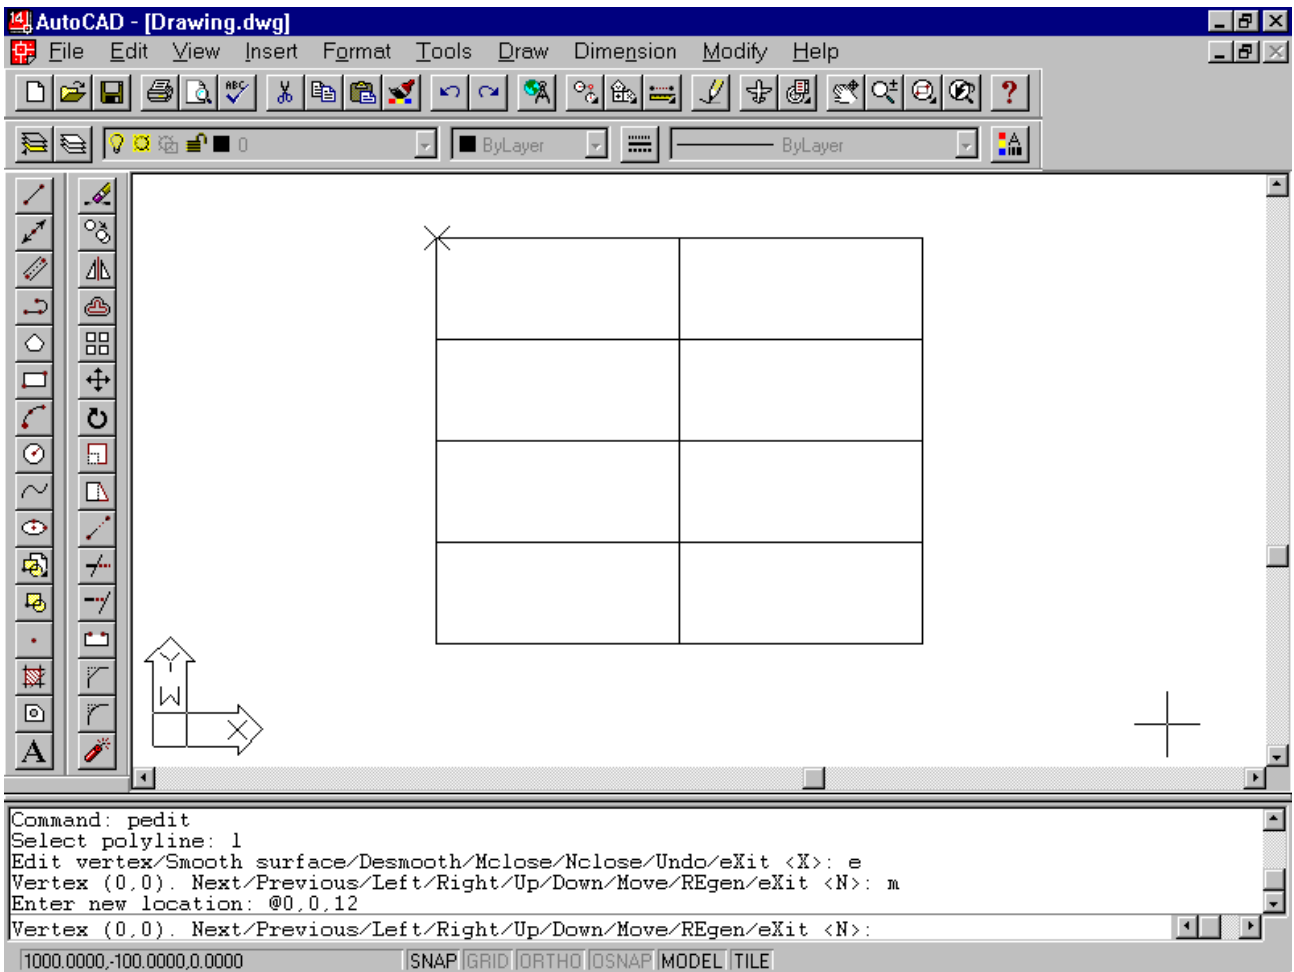 AutoCAD - [Drawing.dwg]
File Edit View Insert Format Tools Draw Dimension Modify Help
ABC
?
0 ByLayer ByLayer
A
A
Y
W
X
Command: pedit
Select polyline: l
Edit vertex/Smooth surface/Desmooth/Mclose/Nclose/Undo/eXit <X>: e
Vertex (0,0). Next/Previous/Left/Right/Up/Down/Move/REgen/eXit <N>: m
Enter new location: @0,0,12
Vertex (0,0). Next/Previous/Left/Right/Up/Down/Move/REgen/eXit <N>:
1000.0000,-100.0000,0.0000 SNAP GRID ORTHO OSNAP MODEL TILE